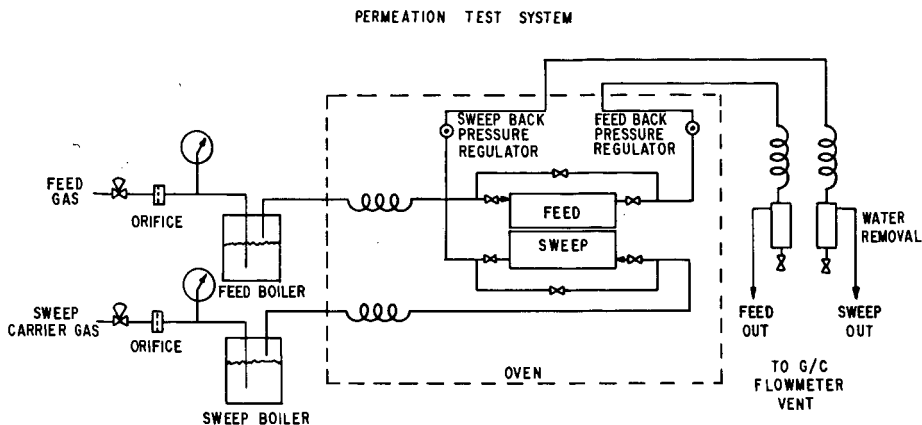 PERMEATION TEST SYSTEM
SWEEP BACK
PRESSURE
REGULATOR
FEED BACK
PRESSURE
REGULATOR
FEED
GAS
ORIFICE
FEED
SWEEP
WATER
REMOVAL
FEED BOILER
SWEEP
CARRIER GAS
ORIFICE
FEED
OUT
SWEEP
OUT
OVEN
SWEEP BOILER
TO G/C
FLOWMETER
VENT